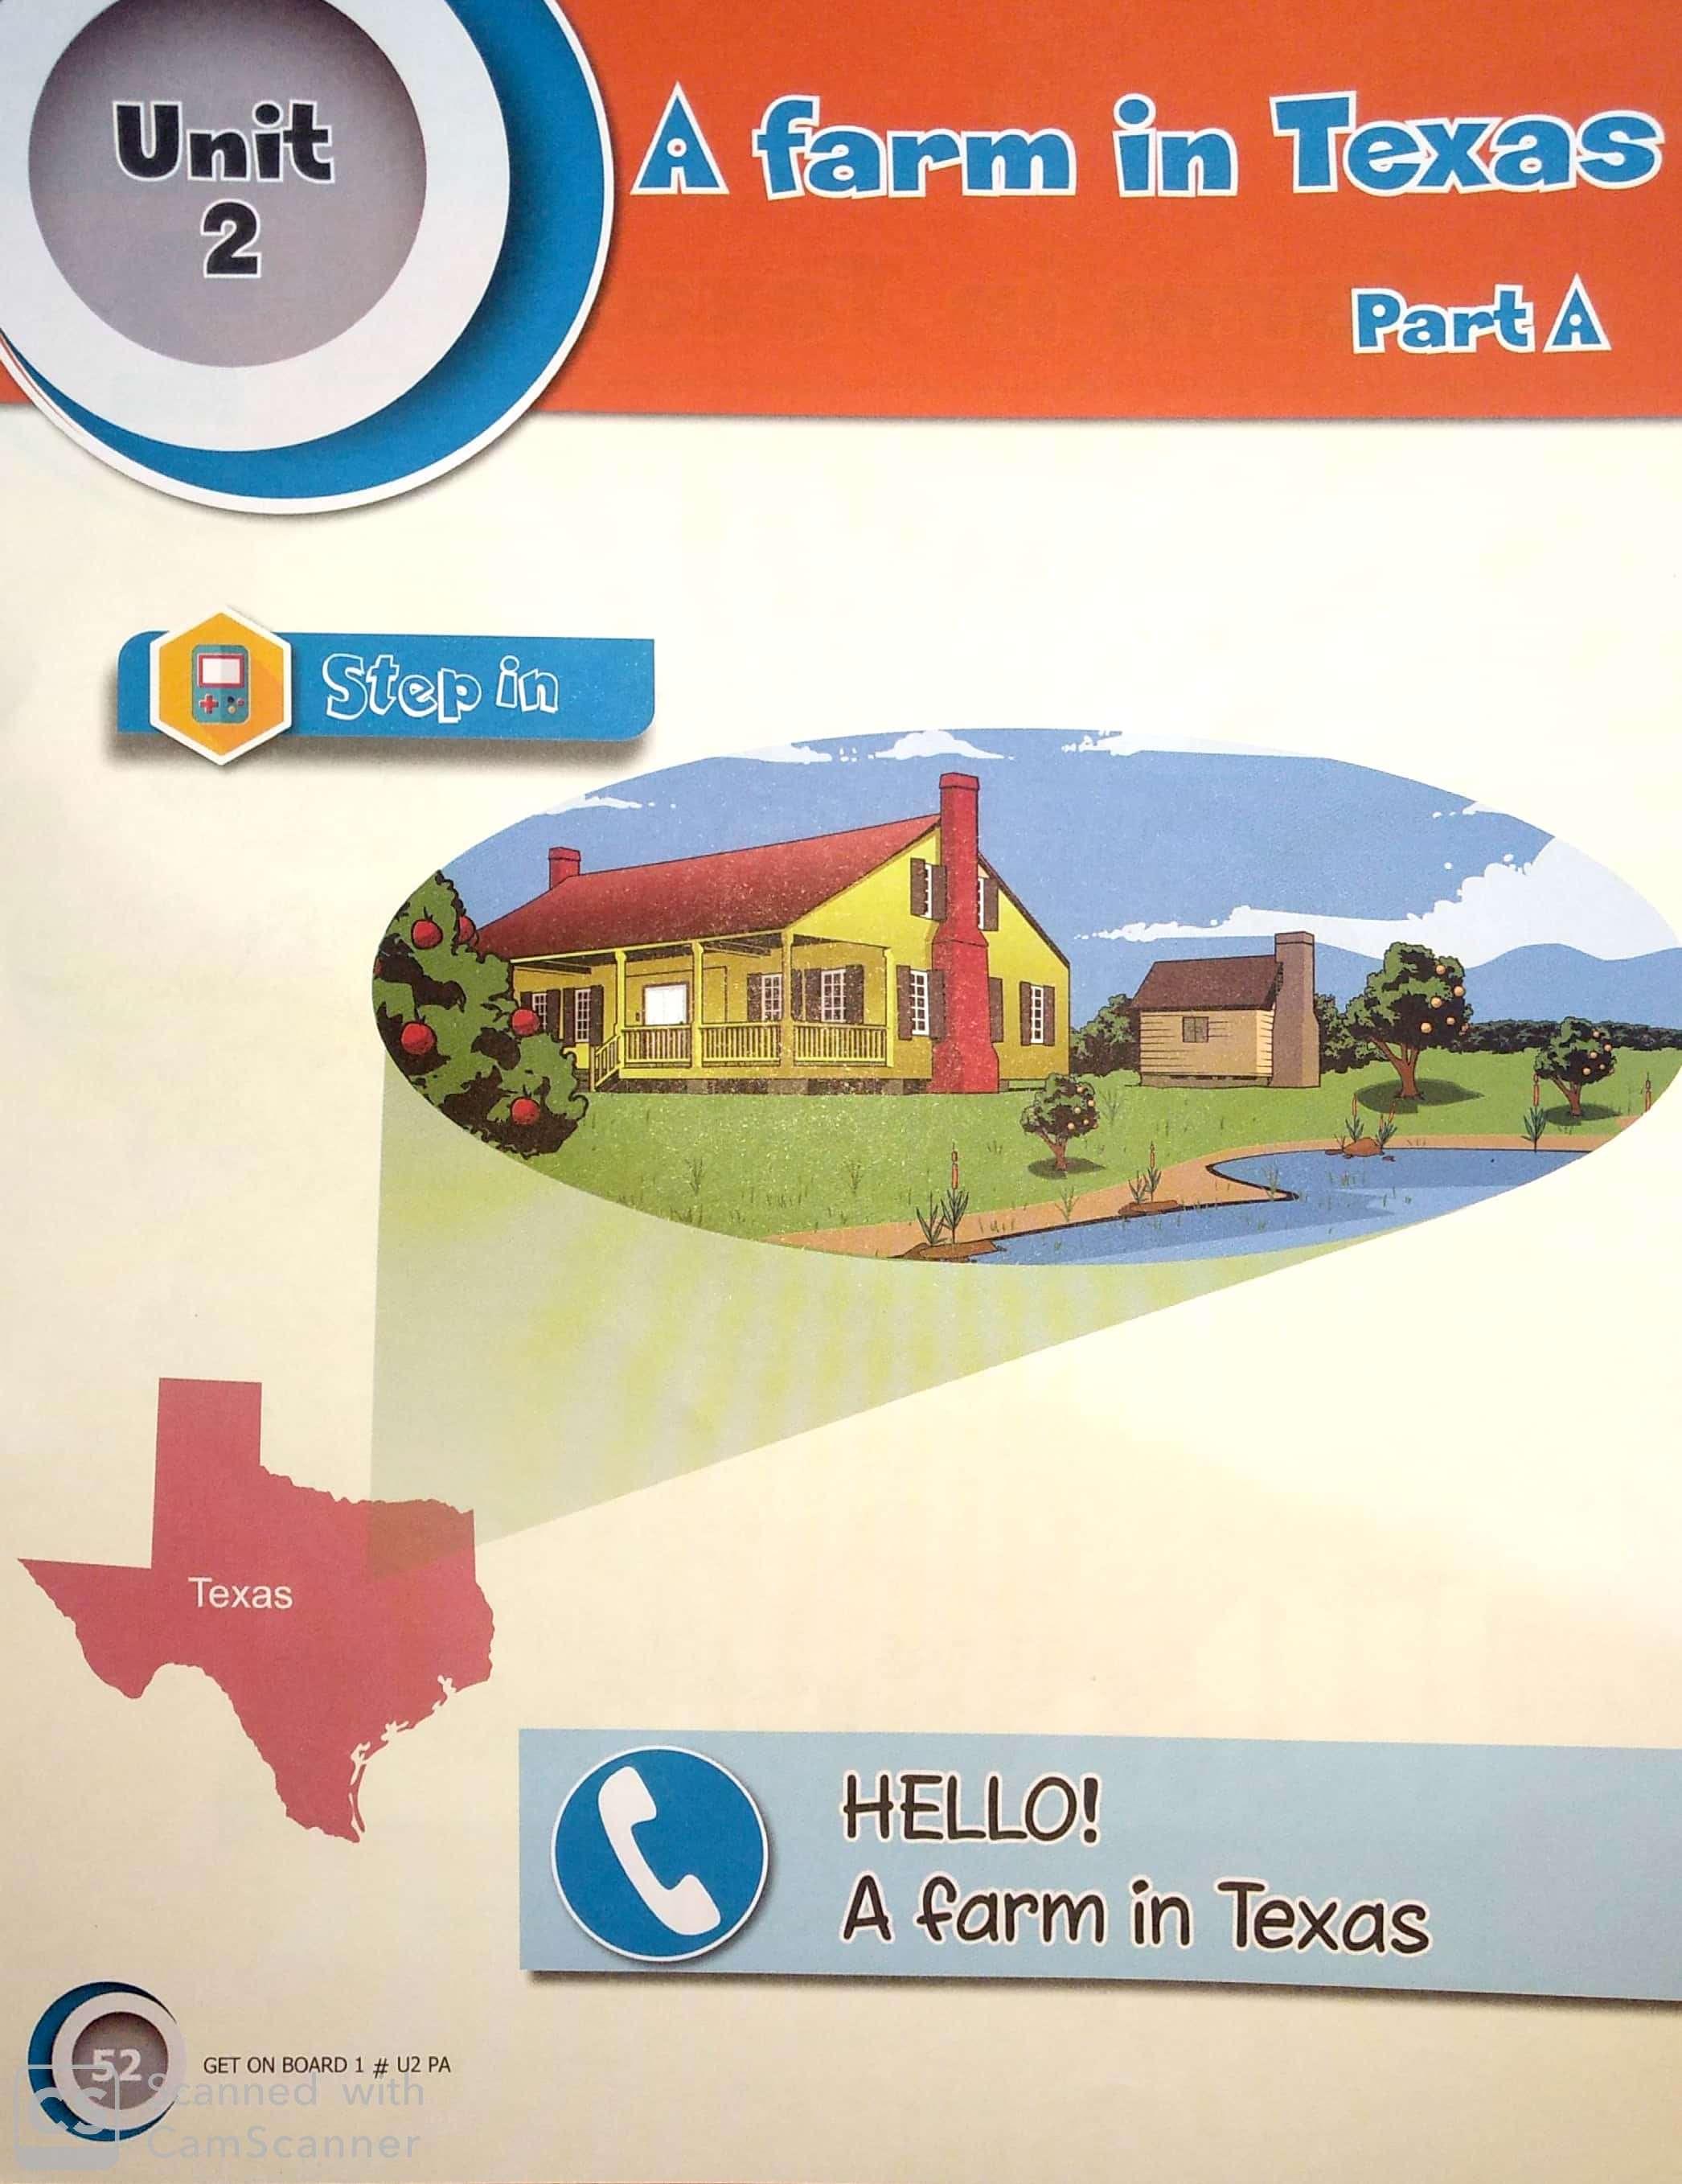 Unit
2
A farm in Texas
Part A
Step in
Texas
HELLO!
A farm in Texas
52
GET ON BOARD 1 # U2 PA
CS
Scanned with
CamScanner